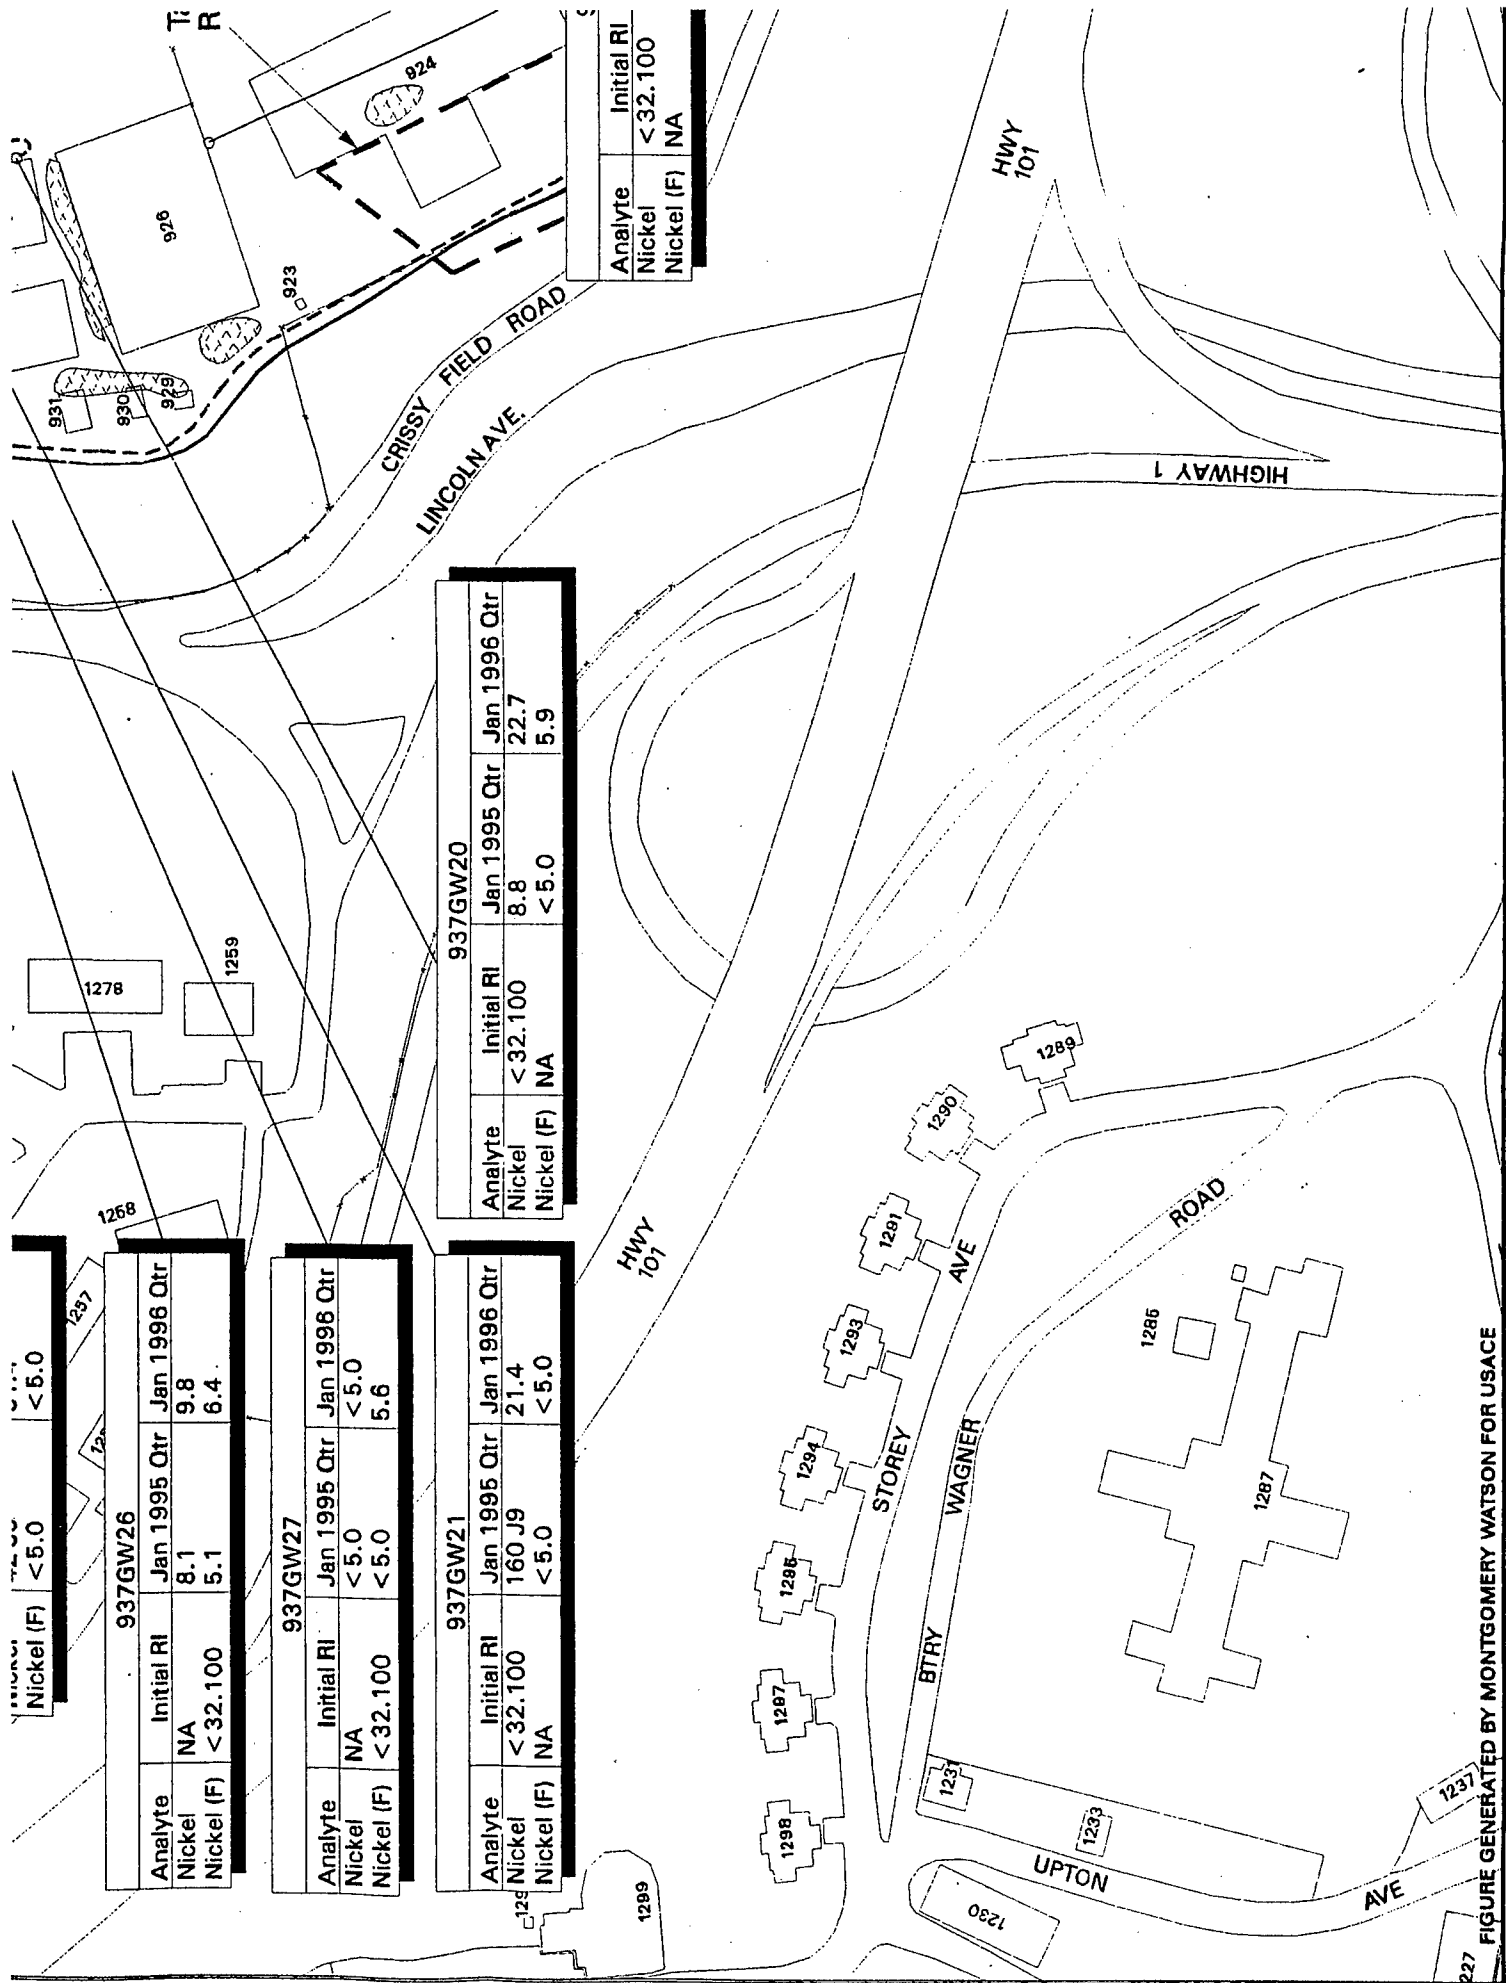 Nickel (F) <5.0 <5.0
937GW26
Analyte Initial RI Jan 1995 Qtr Jan 1996 Qtr
Nickel NA 8.1 9.8
Nickel (F) <32.100 5.1 6.4
937GW27
Analyte Initial RI Jan 1995 Qtr Jan 1996 Qtr
Nickel NA <5.0 <5.0
Nickel (F) <32.100 <5.0 5.6
937GW21
Analyte Initial RI Jan 1995 Qtr Jan 1996 Qtr
Nickel <32.100 160 J9 21.4
Nickel (F) NA <5.0 <5.0
937GW20
Analyte Initial RI Jan 1995 Qtr Jan 1996 Qtr
Nickel <32.100 8.8 22.7
Nickel (F) NA <5.0 5.9
Analyte Initial RI
Nickel <32.100
Nickel (F) NA
R
924
926
923
931
930
929
CRISSY FIELD ROAD
LINCOLN AVE.
HWY
101
HIGHWAY 1
1278
1259
1268
1257
HWY
101
1289
1290
1291
1293
1294
1295
1297
1298
1299
STOREY AVE
BTRY WAGNER ROAD
1285
1287
1231
1233
1230
1237
UPTON AVE
227
FIGURE GENERATED BY MONTGOMERY WATSON FOR USACE